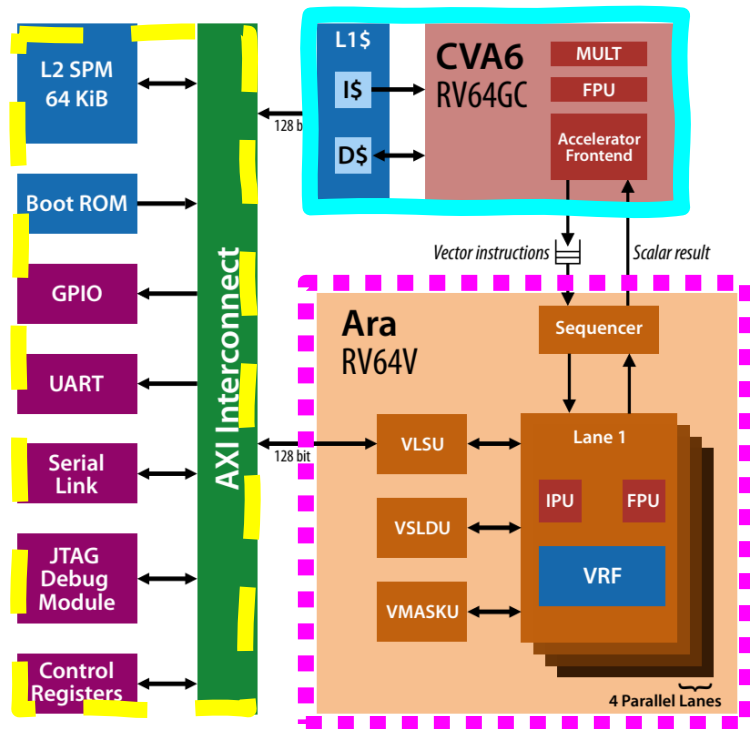 L2 SPM
64 KiB
Boot ROM
GPIO
UART
Serial
Link
JTAG
Debug
Module
Control
Registers
AXI Interconnect
128 b
L1$
I$
D$
CVA6
RV64GC
MULT
FPU
Accelerator
Frontend
Vector instructions
Scalar result
Ara
RV64V
Sequencer
128 bit
VLSU
VSLDU
VMASKU
Lane 1
IPU
FPU
VRF
4 Parallel Lanes